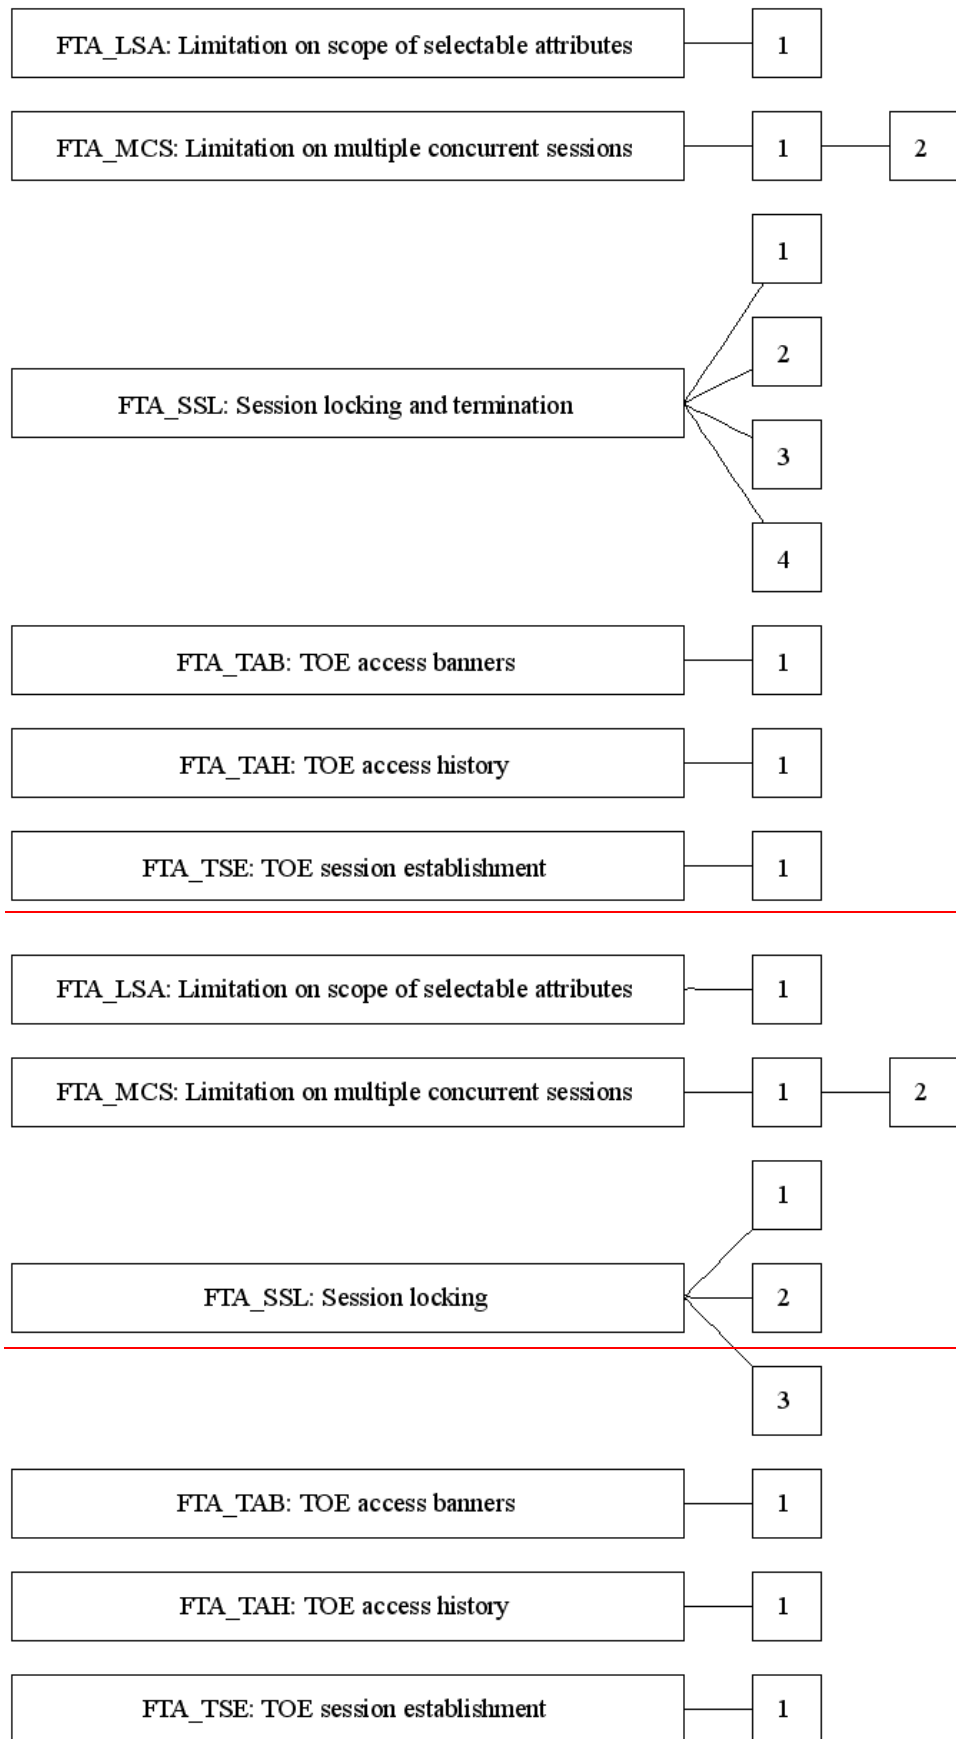 FTA_LSA: Limitation on scope of selectable attributes 1
FTA_MCS: Limitation on multiple concurrent sessions 1 2
1
2
FTA_SSL: Session locking and termination
3
4
FTA_TAB: TOE access banners 1
FTA_TAH: TOE access history 1
FTA_TSE: TOE session establishment 1
FTA_LSA: Limitation on scope of selectable attributes 1
FTA_MCS: Limitation on multiple concurrent sessions 1 2
1
FTA_SSL: Session locking 2
3
FTA_TAB: TOE access banners 1
FTA_TAH: TOE access history 1
FTA_TSE: TOE session establishment 1